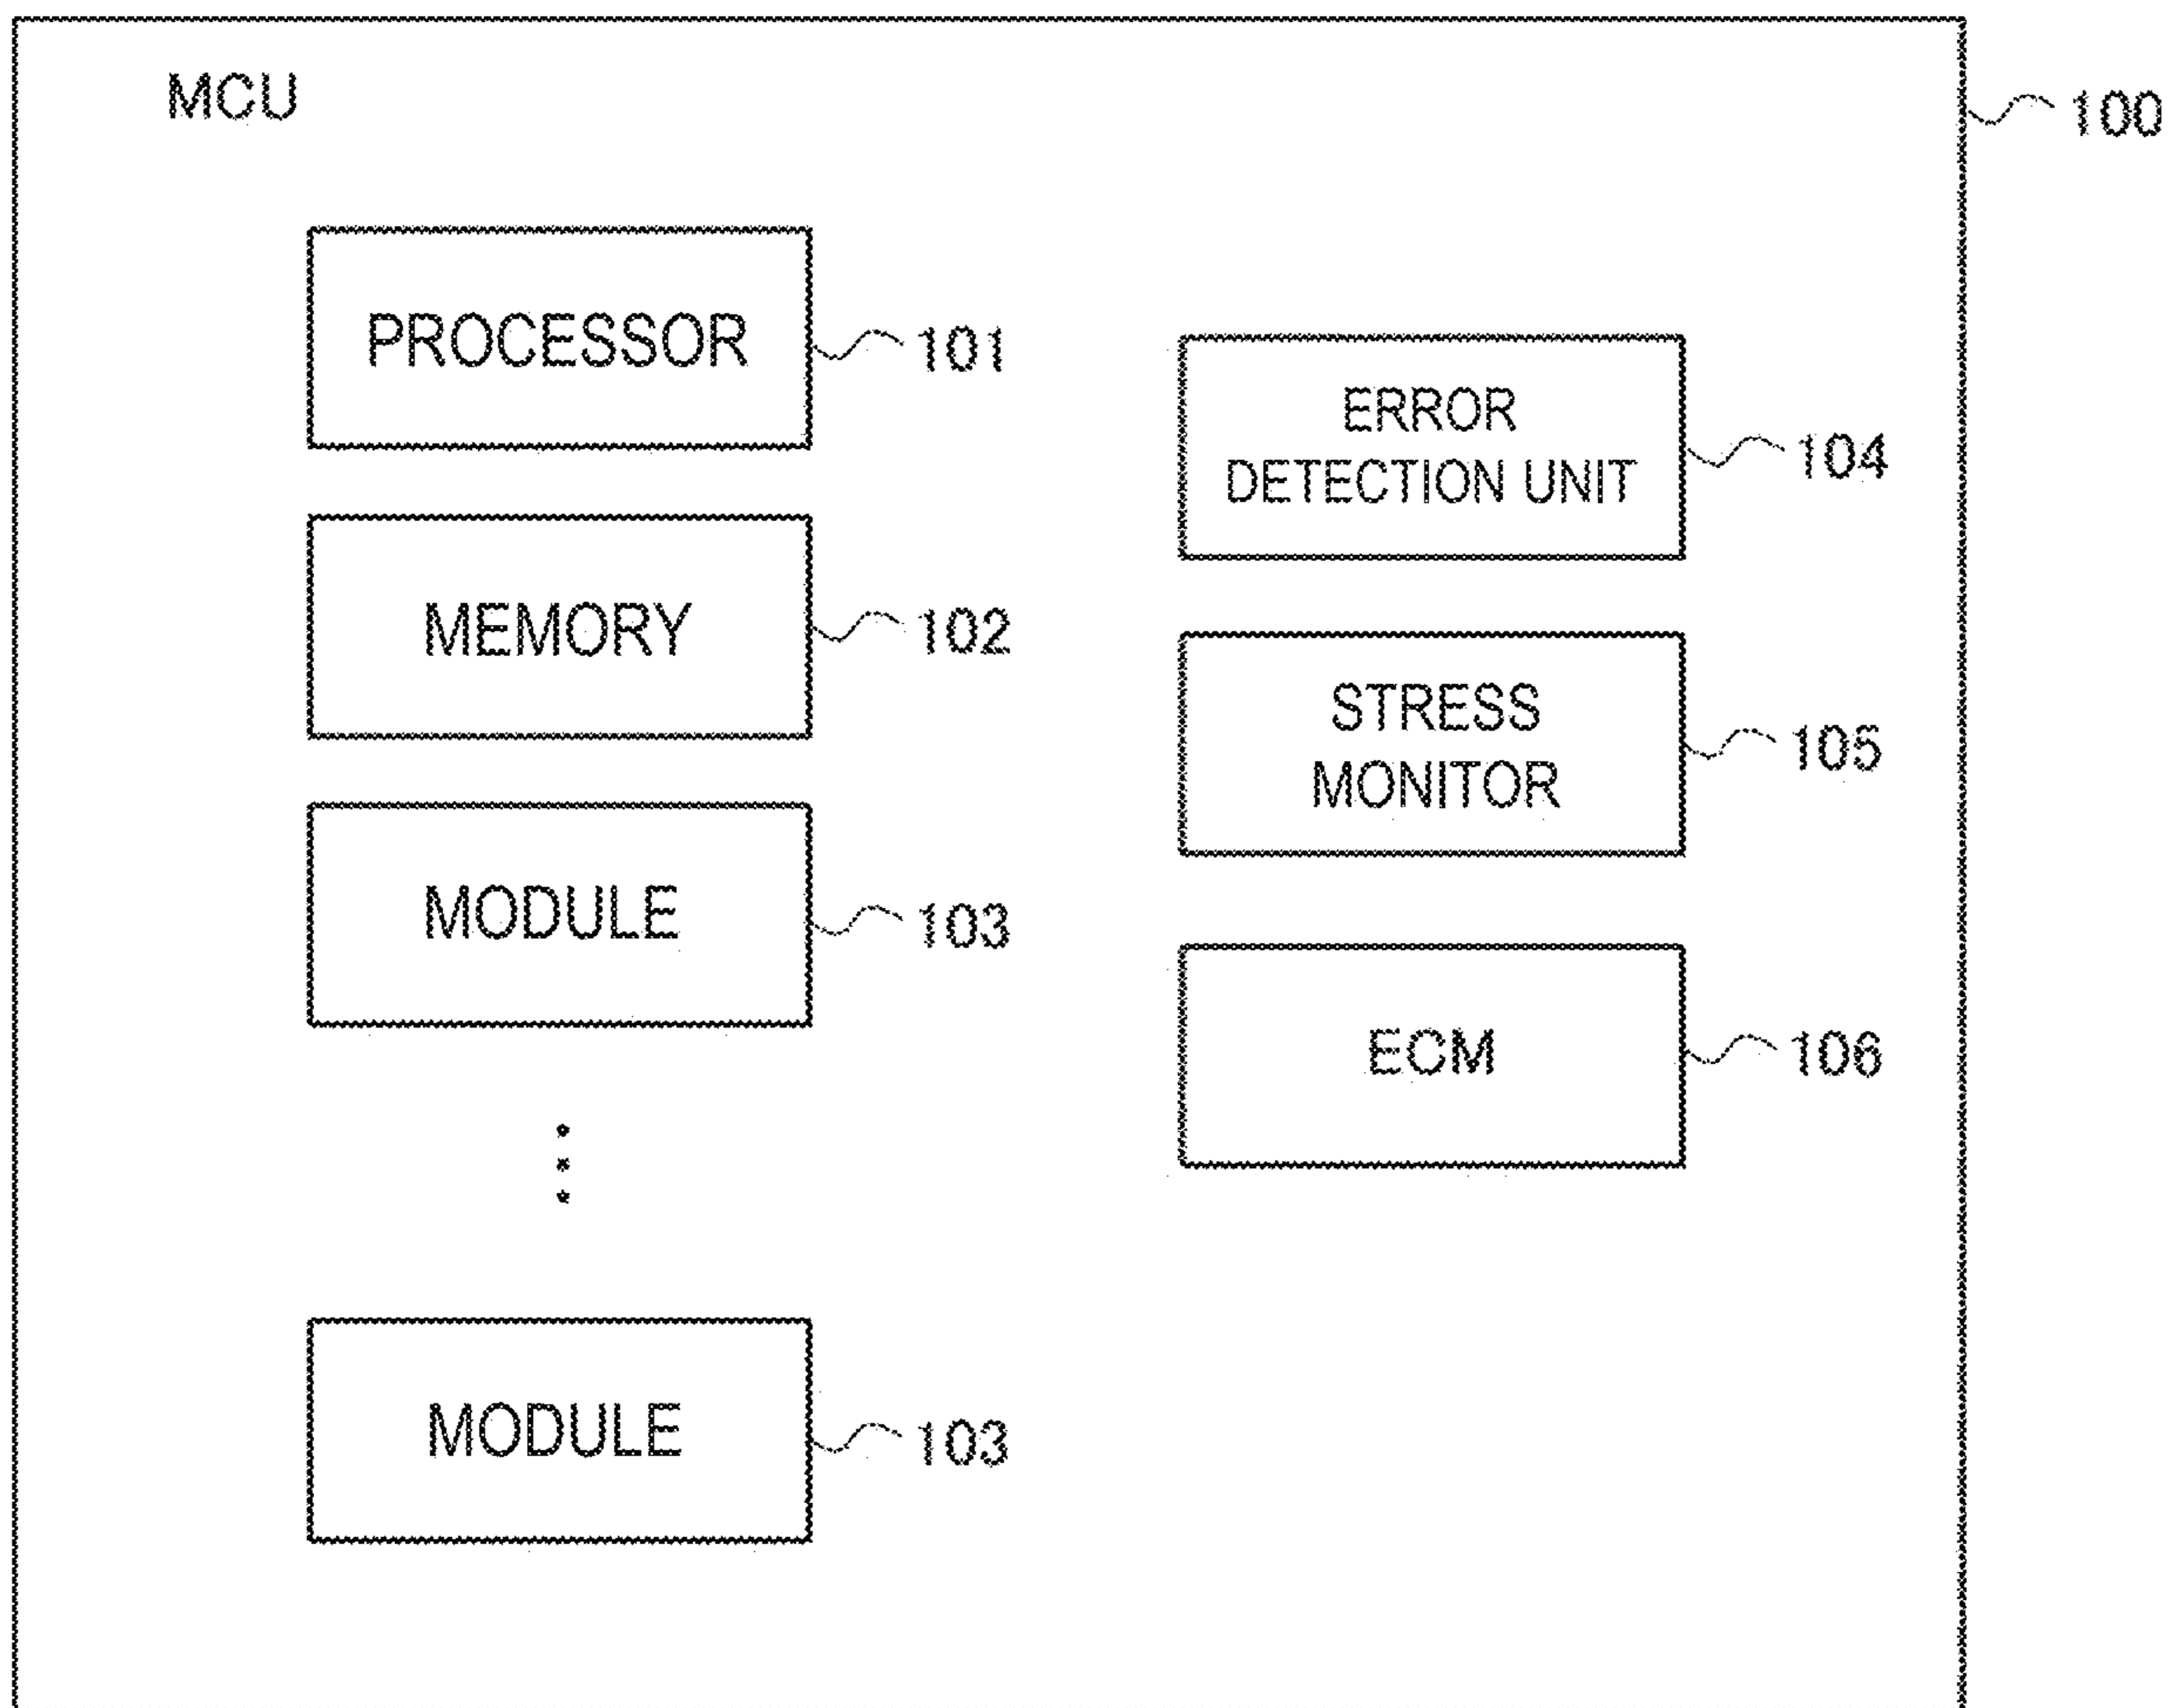 MCU
100
PROCESSOR
101
MEMORY
102
MODULE
103
MODULE
103
ERROR
DETECTION UNIT
104
STRESS
MONITOR
105
ECM
106